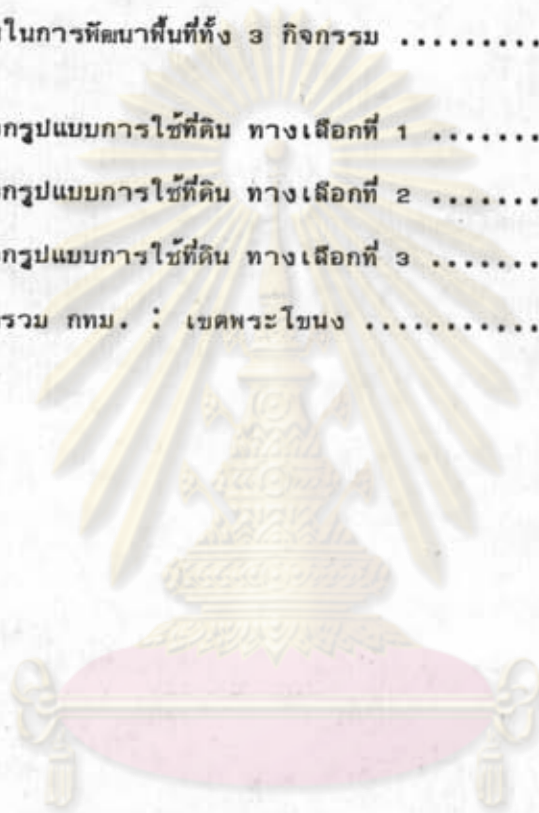 ในการพัฒนาพื้นที่ทั้ง 3 กิจกรรม .........
กรูปแบบการใช้ที่ดิน ทางเลือกที่ 1 .......
กรูปแบบการใช้ที่ดิน ทางเลือกที่ 2 .......
กรูปแบบการใช้ที่ดิน ทางเลือกที่ 3 .......
รวม กทม. : เขตพระโขนง ...........